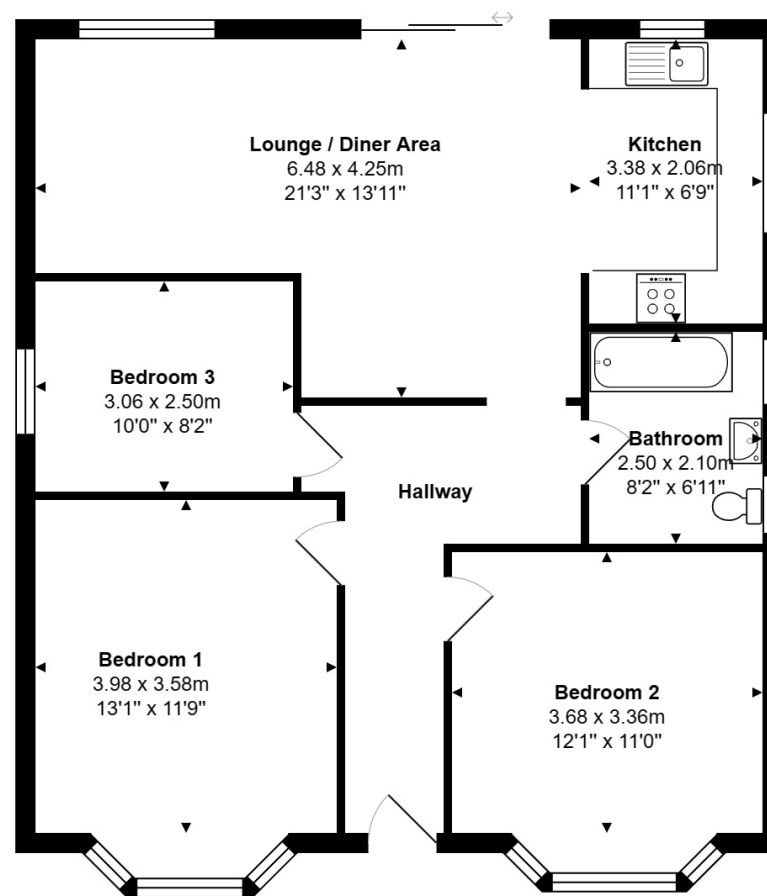 Lounge / Diner Area
6.48 x 4.25m
21'3" x 13'11"
Kitchen
3.38 x 2.06m
11'1" x 6'9"
Bedroom 3
3.06 x 2.50m
10'0" x 8'2"
Bathroom
2.50 x 2.10m
8'2" x 6'11"
Hallway
Bedroom 1
3.98 x 3.58m
13'1" x 11'9"
Bedroom 2
3.68 x 3.36m
12'1" x 11'0"